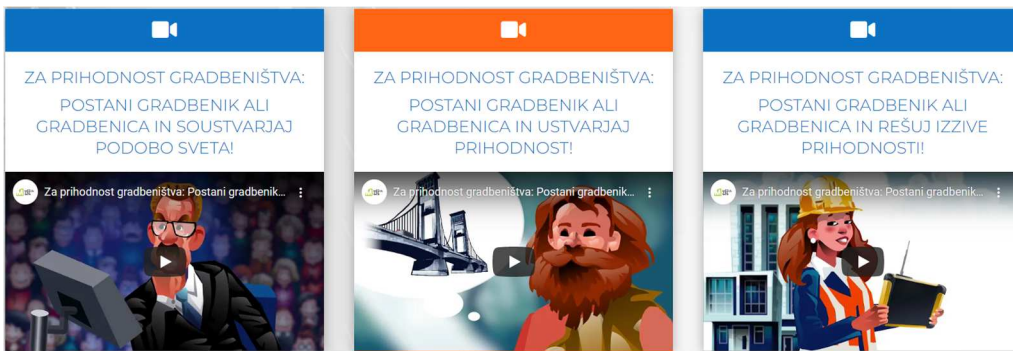 ZA PRIHODNOST GRADBENIŠTVA:
POSTANI GRADBENIK ALI
GRADBENICA IN SOUSTVARJAJ
PODOBO SVETA!
Za prihodnost gradbeništva: Postani gradbenik...
ZA PRIHODNOST GRADBENIŠTVA:
POSTANI GRADBENIK ALI
GRADBENICA IN USTVARJAJ
PRIHODNOST!
Za prihodnost gradbeništva: Postani gradbenik...
ZA PRIHODNOST GRADBENIŠTVA:
POSTANI GRADBENIK ALI
GRADBENICA IN REŠUJ IZZIVE
PRIHODNOSTI!
Za prihodnost gradbeništva: Postani gradbenik...